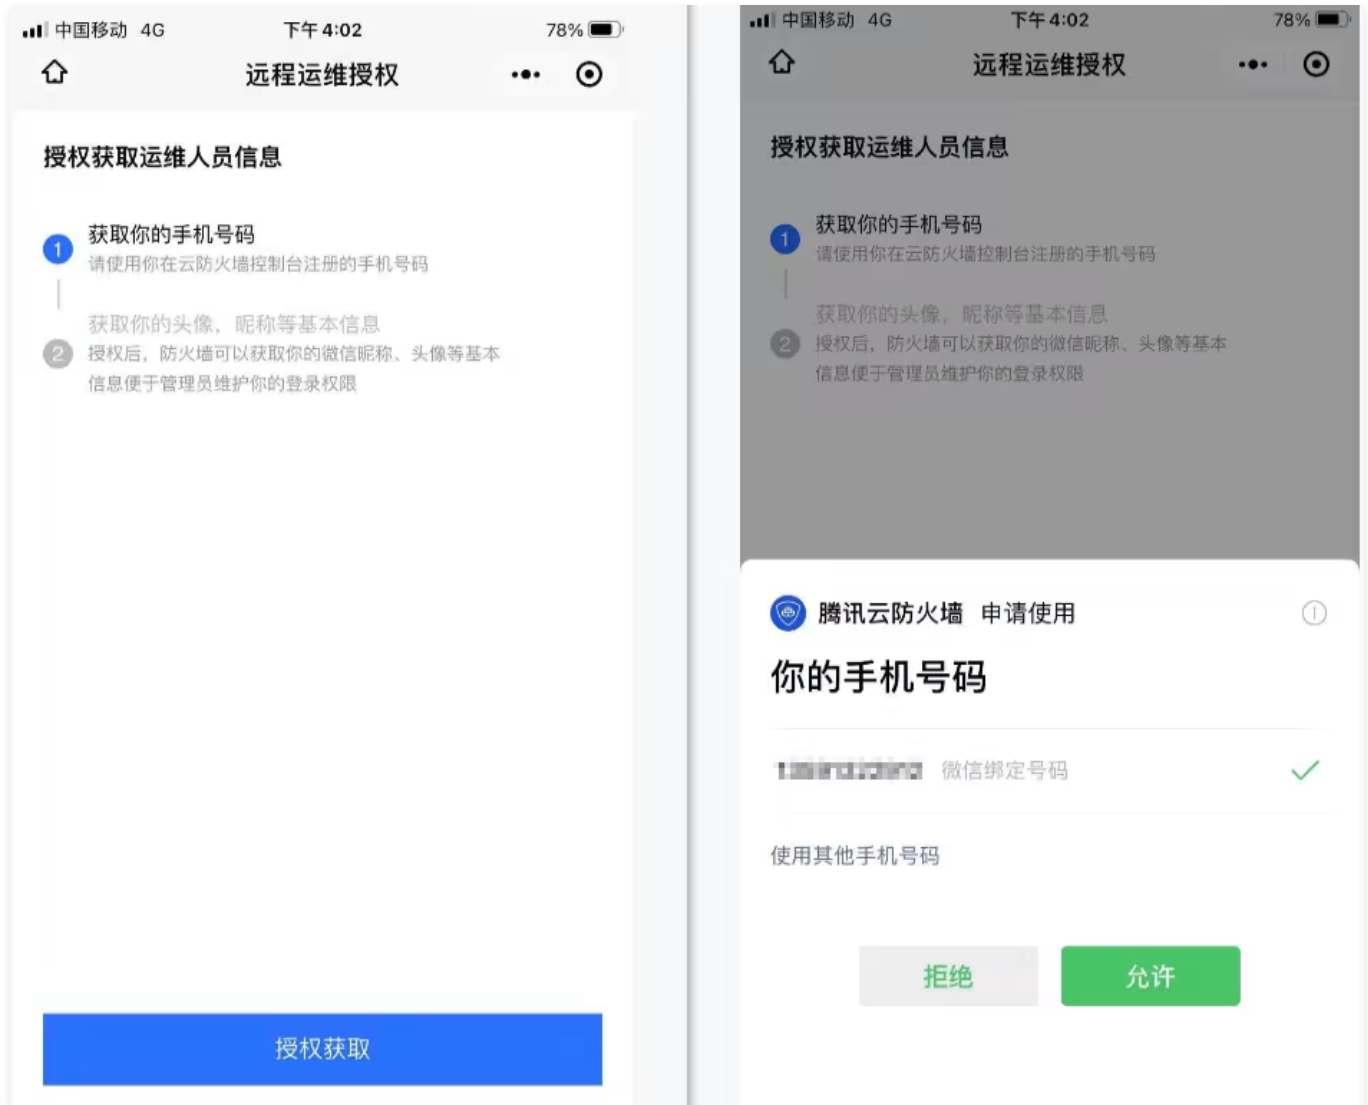 中国移动 4G 下午4:02 78%
远程运维授权
授权获取运维人员信息
1 获取你的手机号码
请使用你在云防火墙控制台注册的手机号码
获取你的头像，昵称等基本信息
2 授权后，防火墙可以获取你的微信昵称、头像等基本
信息便于管理员维护你的登录权限
授权获取
中国移动 4G 下午4:02 78%
远程运维授权
授权获取运维人员信息
1 获取你的手机号码
请使用你在云防火墙控制台注册的手机号码
获取你的头像，昵称等基本信息
2 授权后，防火墙可以获取你的微信昵称、头像等基本
信息便于管理员维护你的登录权限
腾讯云防火墙 申请使用
你的手机号码
微信绑定号码
使用其他手机号码
拒绝 允许